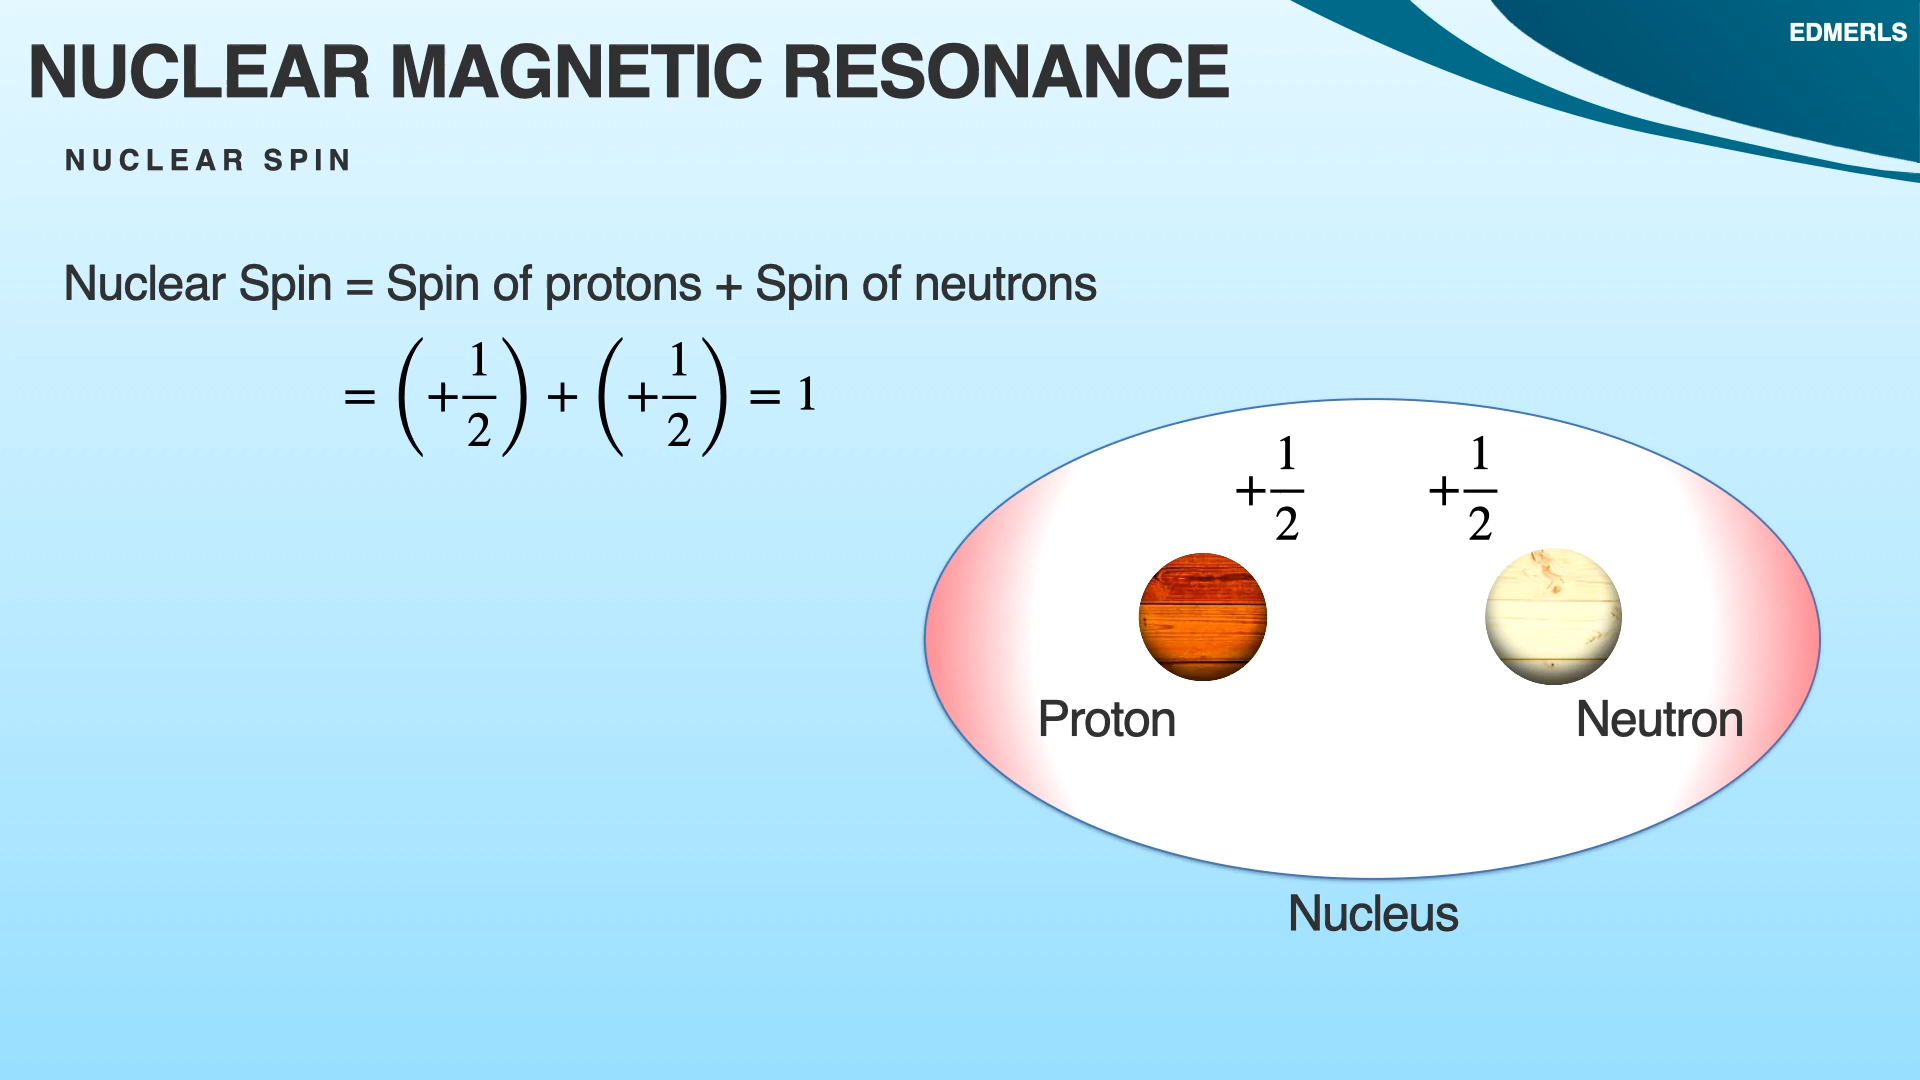 EDMERLS
NUCLEAR MAGNETIC RESONANCE
NUCLEAR SPIN
Nuclear Spin = Spin of protons + Spin of neutrons
= (+1/2) + (+1/2) = 1
+1/2 +1/2
Proton Neutron
Nucleus